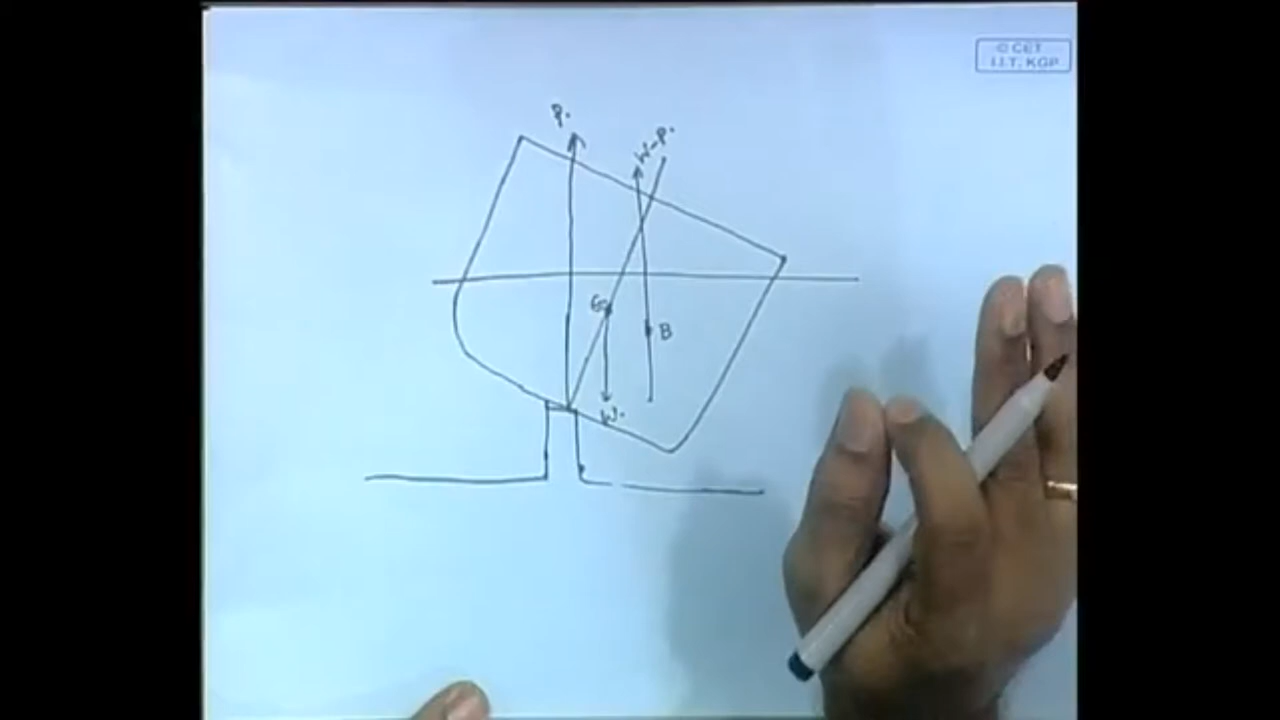 © CET
I.I.T. KGP
P.
W-P.
G
B
W.